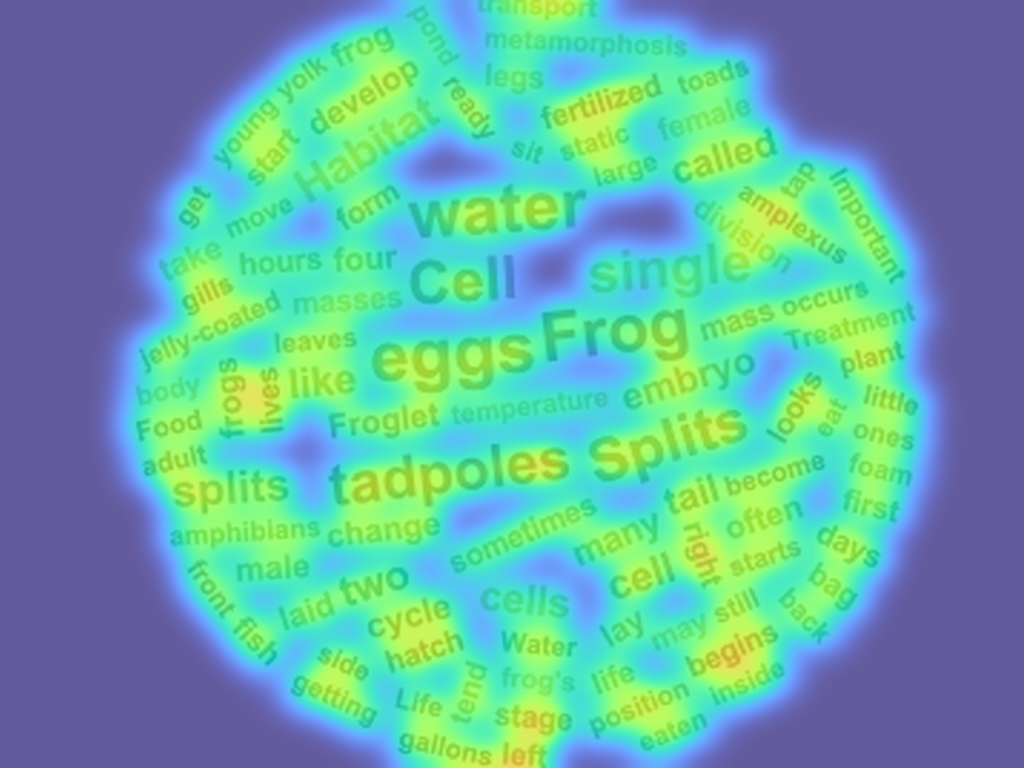 transport
pond
metamorphosis
frog
yolk
legs
develop
ready
fertilized
toads
young
start
Habitat
sit
static
female
large
called
get
move
form
water
tap
amplexus
Important
division
take
hours four
Cell
single
gills
masses
jelly-coated
leaves
eggs
Frog
mass occurs
Treatment
body
frogs
lives
like
embryo
plant
Food
Froglet
temperature
looks
eat
little
adult
splits
tadpoles
Splits
ones
foam
amphibians
change
sometimes
many
tail
become
often
first
front
male
right
starts
days
laid
two
cell
bag
fish
cycle
cells
lay
may
still
back
side
hatch
Water
begins
getting
Life
tend
frog's
life
inside
stage
position
gallons
left
eaten